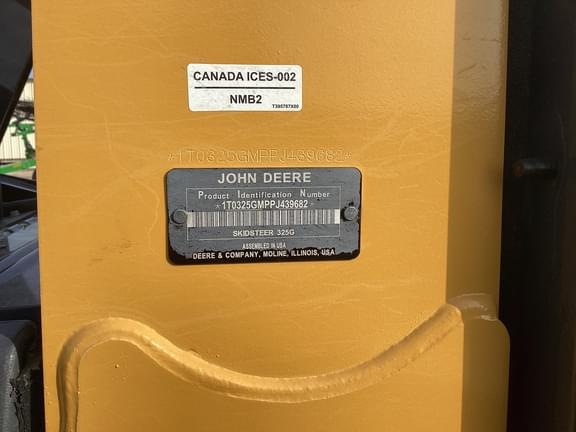 CANADA ICES-002
NMB2
T395787X00
*1T0325GMPPJ439682*
JOHN DEERE
Product Identification Number
*1T0325GMPPJ439682*
SKIDSTEER 325G
ASSEMBLED IN USA
DEERE & COMPANY, MOLINE, ILLINOIS, USA